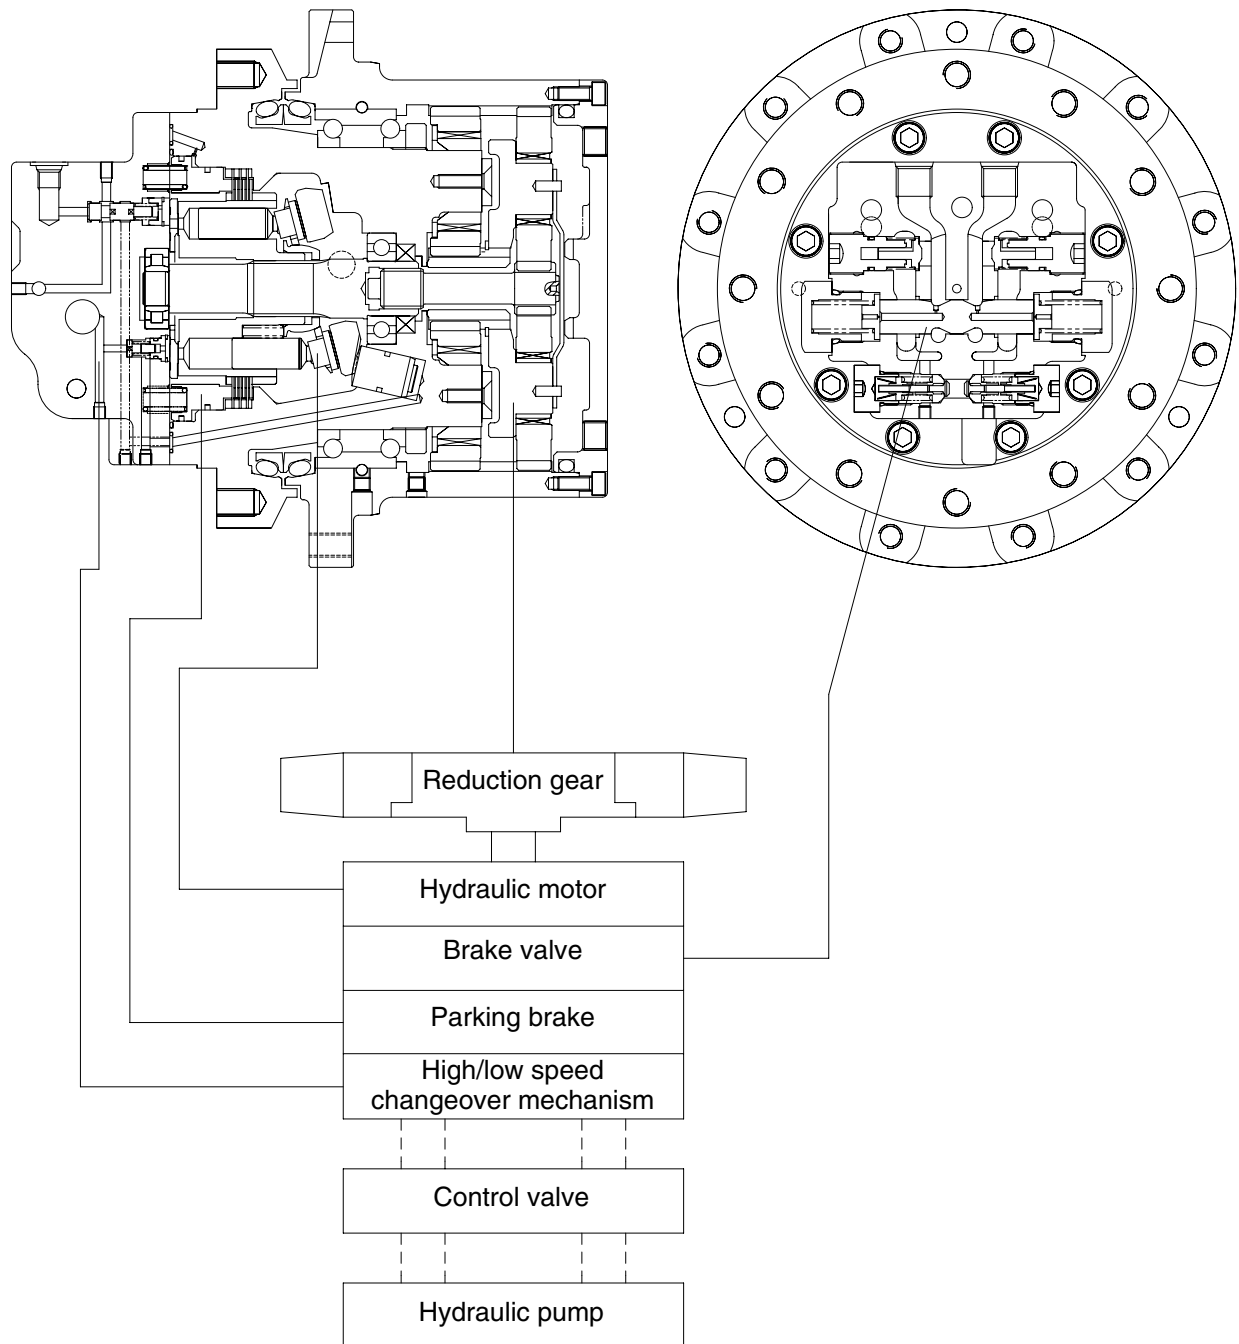 Reduction gear
Hydraulic motor
Brake valve
Parking brake
High/low speed
changeover mechanism
Control valve
Hydraulic pump